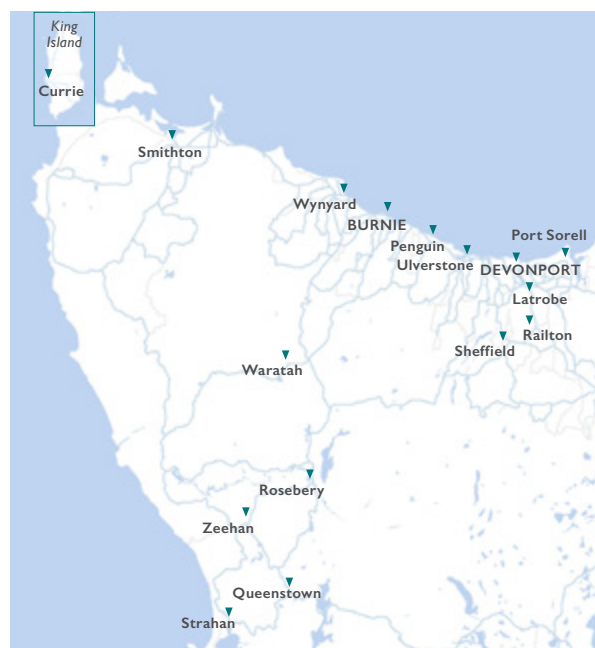 King
Island
Currie
Smithton
Wynyard
BURNIE
Penguin
Port Sorell
Ulverstone
DEVONPORT
Latrobe
Railton
Sheffield
Waratah
Rosebery
Zeehan
Queenstown
Strahan